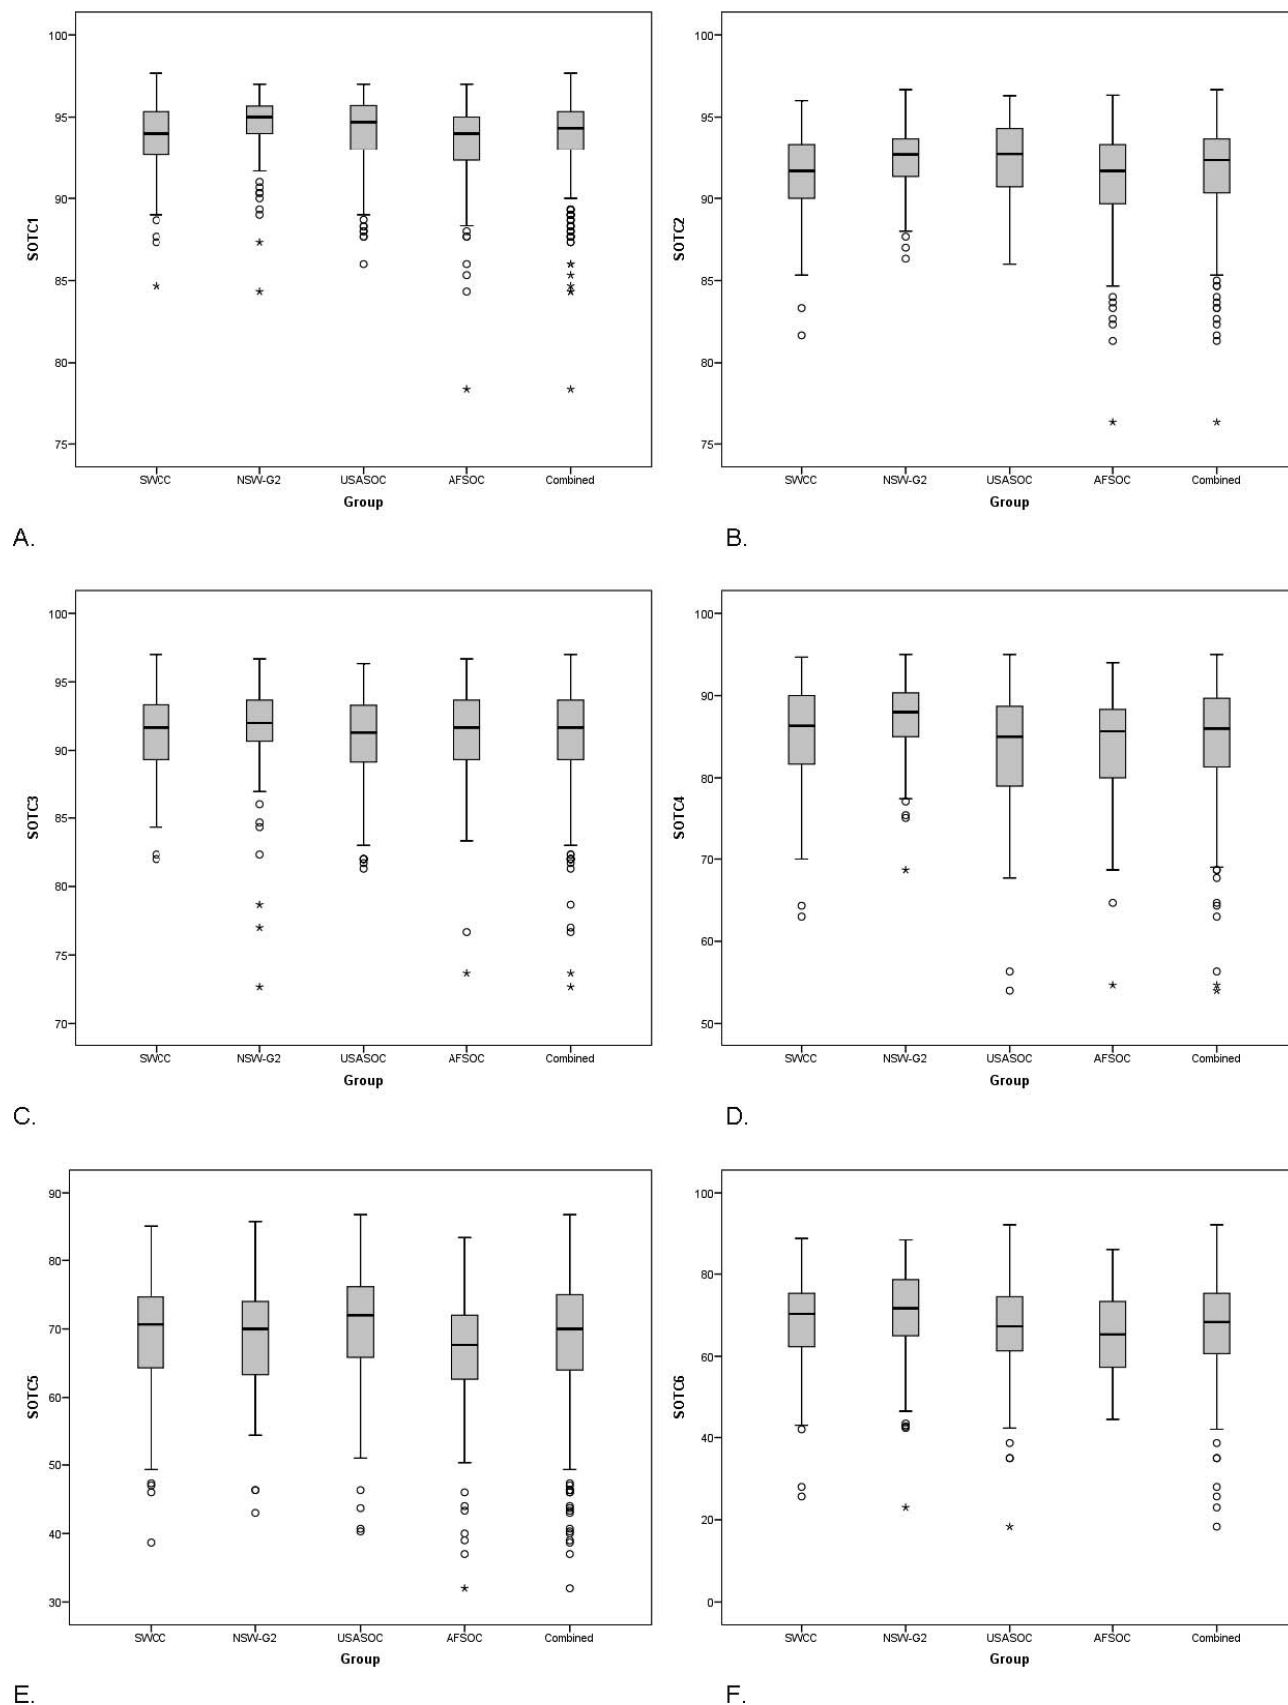 100
95
90
85
80
75
SOTC1
SWCC NSW-G2 USASOC AFSOC Combined
Group
A.
100
95
90
85
80
75
SOTC2
SWCC NSW-G2 USASOC AFSOC Combined
Group
B.
100
95
90
85
80
75
70
SOTC3
SWCC NSW-G2 USASOC AFSOC Combined
Group
C.
100
90
80
70
60
50
SOTC4
SWCC NSW-G2 USASOC AFSOC Combined
Group
D.
90
80
70
60
50
40
30
SOTC5
SWCC NSW-G2 USASOC AFSOC Combined
Group
E.
100
80
60
40
20
0
SOTC6
SWCC NSW-G2 USASOC AFSOC Combined
Group
F.